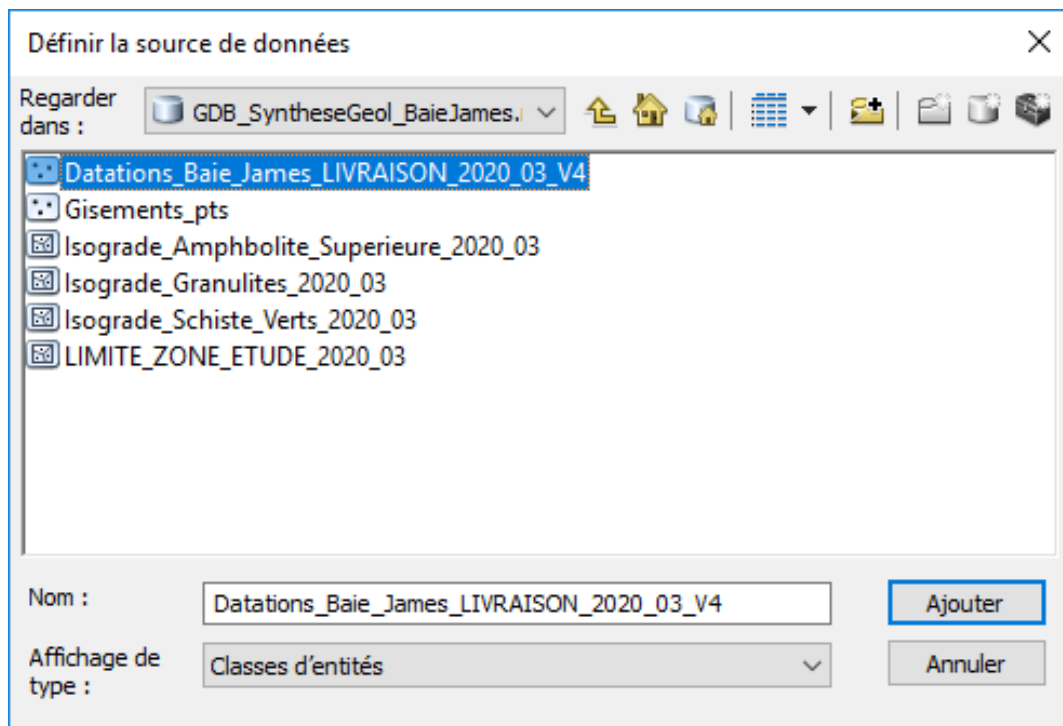 Définir la source de données
Regarder
dans :
GDB_SyntheseGeol_BaieJames.
Datations_Baie_James_LIVRAISON_2020_03_V4
Gisements_pts
Isograde_Amphbolite_Superieure_2020_03
Isograde_Granulites_2020_03
Isograde_Schiste_Verts_2020_03
LIMITE_ZONE_ETUDE_2020_03
Nom :
Datations_Baie_James_LIVRAISON_2020_03_V4
Ajouter
Affichage de
type :
Classes d'entités
Annuler